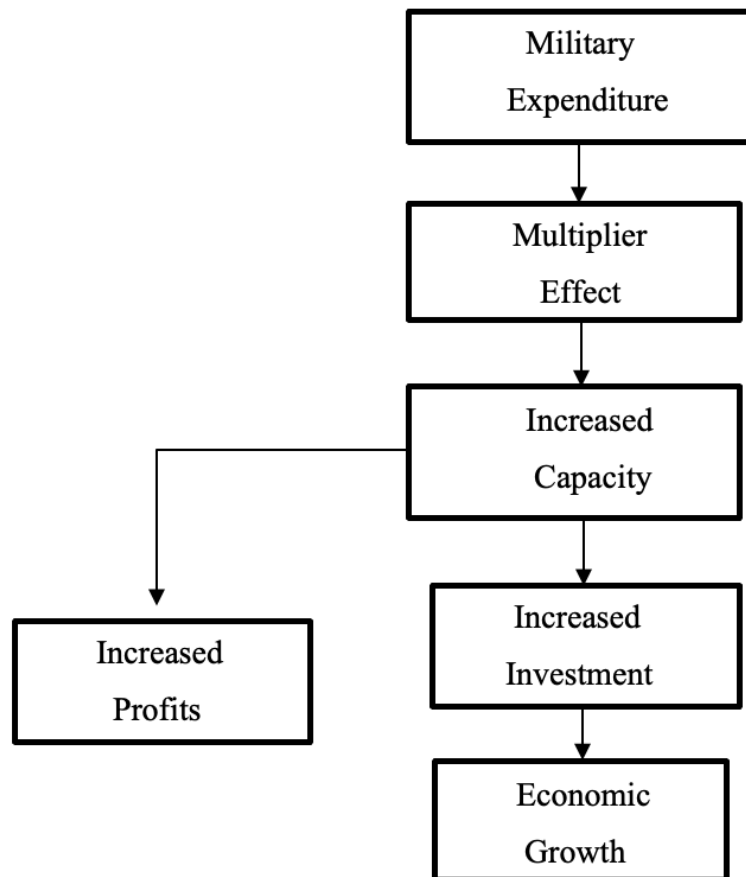 Military
Expenditure
Multiplier
Effect
Increased
Capacity
Increased
Investment
Increased
Profits
Economic
Growth